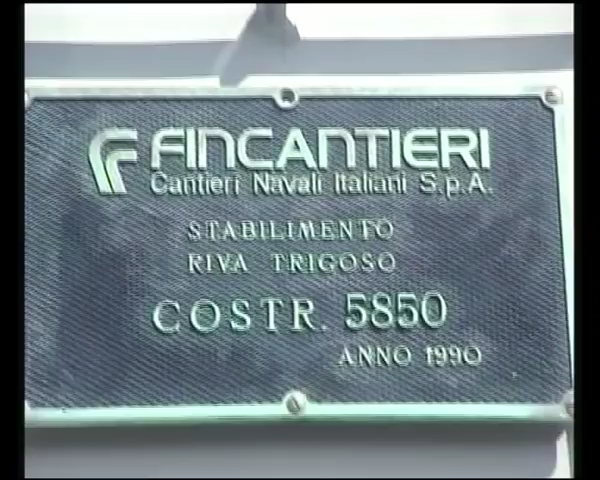 FINCANTIERI
Cantieri Navali Italiani S.p.A.
STABILIMENTO
RIVA TRIGOSO
COSTR. 5850
ANNO 1990